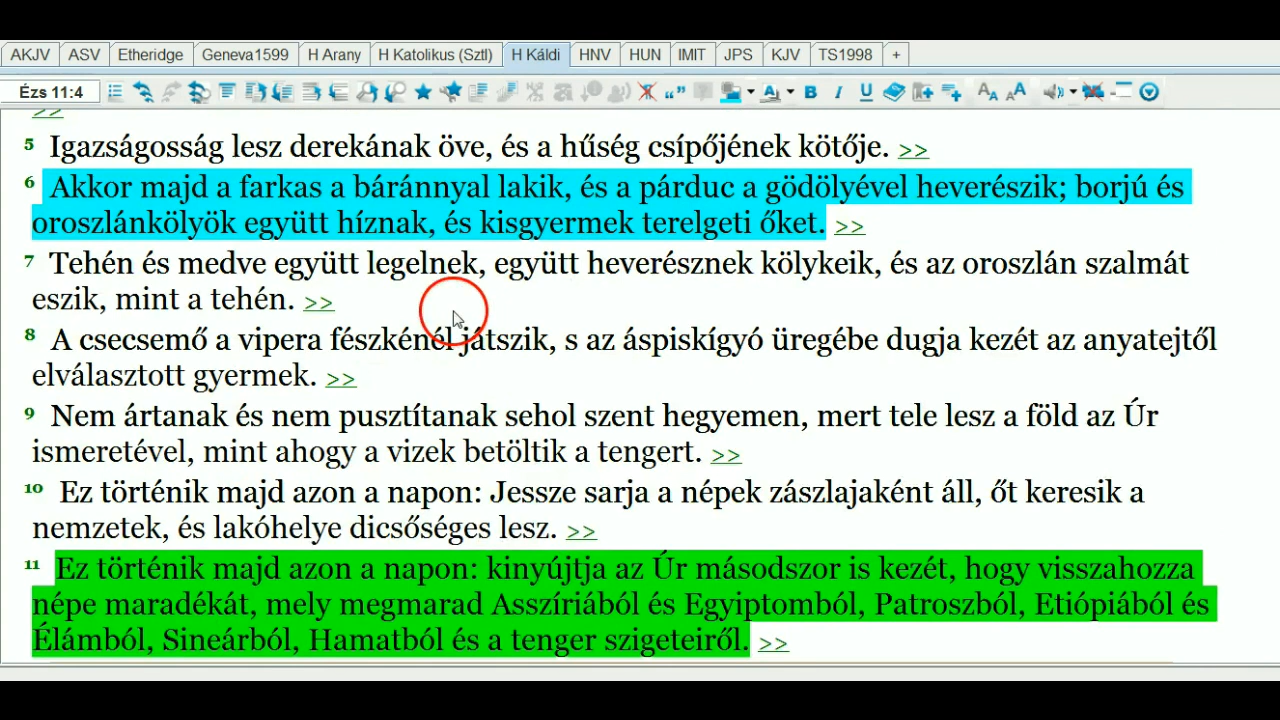 AKJV ASV Etheridge Geneva1599 H Arany H Katolikus (Sztl) H Káldi HNV HUN IMIT JPS KJV TS1998 +
Ézs 11:4
>>
5 Igazságosság lesz derekának öve, és a hűség csípőjének kötője. >>
6 Akkor majd a farkas a báránnyal lakik, és a párduc a gödölyével heverészik; borjú és
oroszlánkölyök együtt híznak, és kisgyermek terelgeti őket. >>
7 Tehén és medve együtt legelnek, együtt heverésznek kölykeik, és az oroszlán szalmát
eszik, mint a tehén. >>
8 A csecsemő a vipera fészkénél játszik, s az áspiskígyó üregébe dugja kezét az anyatejtől
elválasztott gyermek. >>
9 Nem ártanak és nem pusztítanak sehol szent hegyemen, mert tele lesz a föld az Úr
ismeretével, mint ahogy a vizek betöltik a tengert. >>
10 Ez történik majd azon a napon: Jessze sarja a népek zászlajaként áll, őt keresik a
nemzetek, és lakóhelye dicsőséges lesz. >>
11 Ez történik majd azon a napon: kinyújtja az Úr másodszor is kezét, hogy visszahozza
népe maradékát, mely megmarad Asszíriából és Egyiptomból, Patroszból, Etiópiából és
Élámból, Sineárból, Hamatból és a tenger szigeteiről. >>